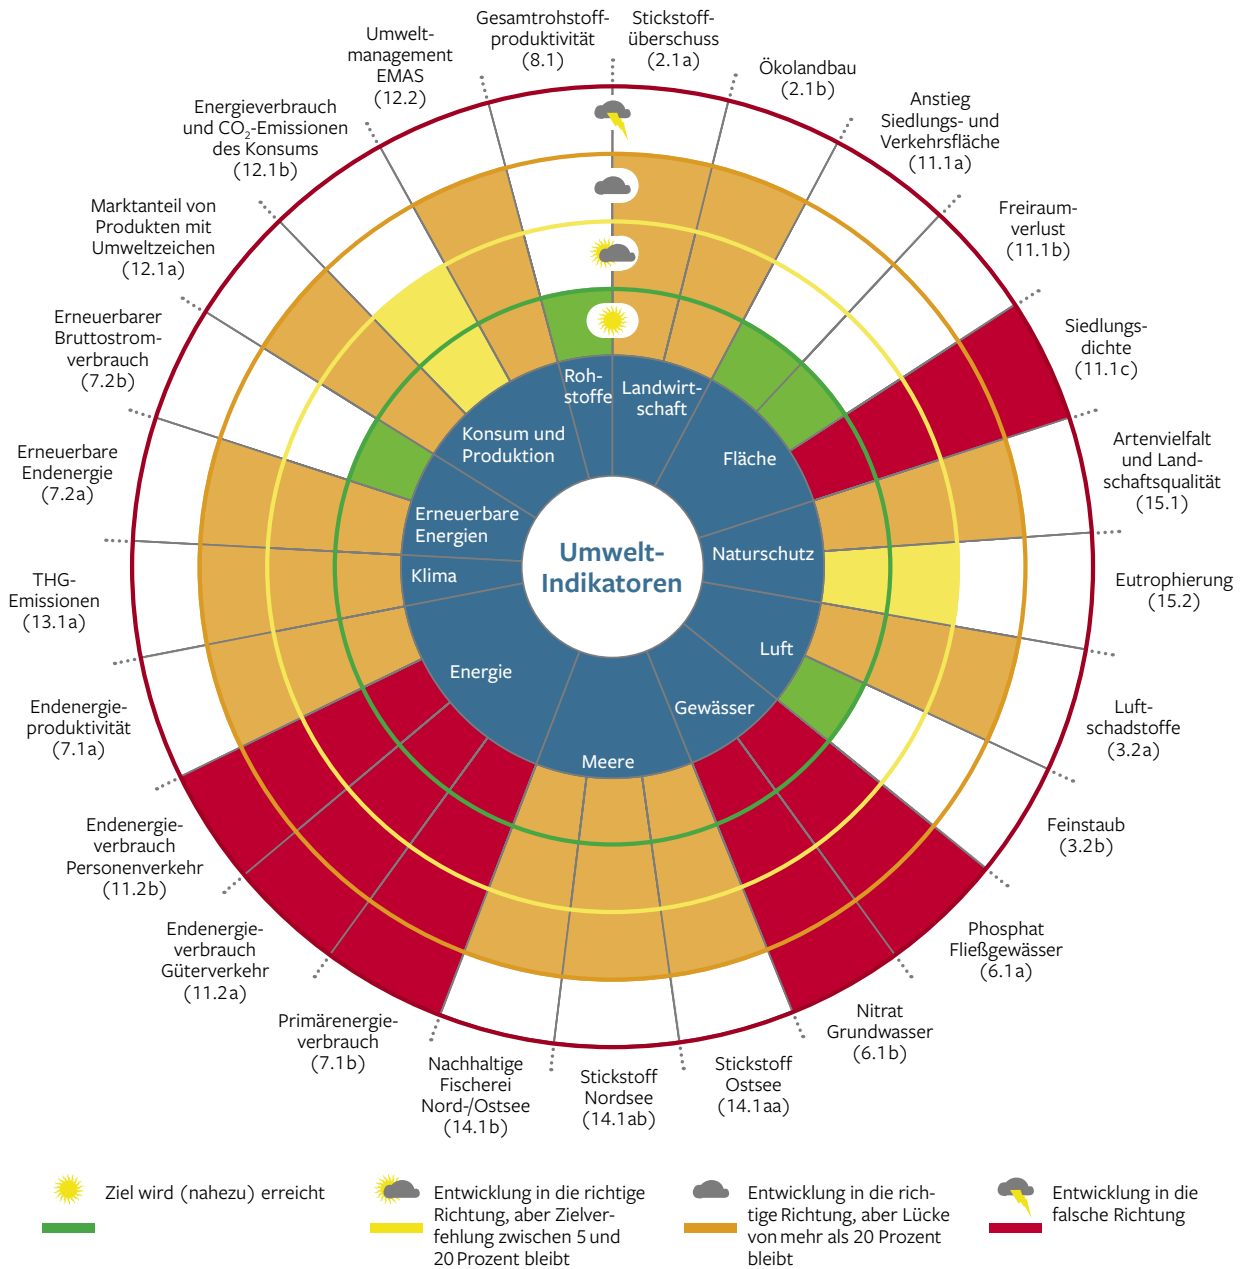 Gesamtrohstoff-
produktivität
(8.1)
Stickstoff-
überschuss
(2.1a)
Ökolandbau
(2.1b)
Anstieg
Siedlungs- und
Verkehrsfläche
(11.1a)
Freiraum-
verlust
(11.1b)
Siedlungs-
dichte
(11.1c)
Artenvielfalt
und Land-
schaftsqualität
(15.1)
Eutrophierung
(15.2)
Luft-
schadstoffe
(3.2a)
Feinstaub
(3.2b)
Phosphat
Fließgewässer
(6.1a)
Nitrat
Grundwasser
(6.1b)
Stickstoff
Ostsee
(14.1aa)
Stickstoff
Nordsee
(14.1ab)
Nachhaltige
Fischerei
Nord-/Ostsee
(14.1b)
Primärenergie-
verbrauch
(7.1b)
Endenergie-
verbrauch
Güterverkehr
(11.2a)
Endenergie-
verbrauch
Personenverkehr
(11.2b)
Endenergie-
produktivität
(7.1a)
THG-
Emissionen
(13.1a)
Erneuerbare
Endenergie
(7.2a)
Erneuerbarer
Bruttostrom-
verbrauch
(7.2b)
Marktanteil von
Produkten mit
Umweltzeichen
(12.1a)
Energieverbrauch
und CO₂-Emissionen
des Konsums
(12.1b)
Umwelt-
management
EMAS
(12.2)
Roh-
stoffe
Landwirt-
schaft
Fläche
Naturschutz
Luft
Gewässer
Meere
Energie
Klima
Erneuerbare
Energien
Konsum und
Produktion
Umwelt-
Indikatoren
Ziel wird (nahezu) erreicht
Entwicklung in die richtige
Richtung, aber Zielver-
fehlung zwischen 5 und
20 Prozent bleibt
Entwicklung in die rich-
tige Richtung, aber Lücke
von mehr als 20 Prozent
bleibt
Entwicklung in die
falsche Richtung